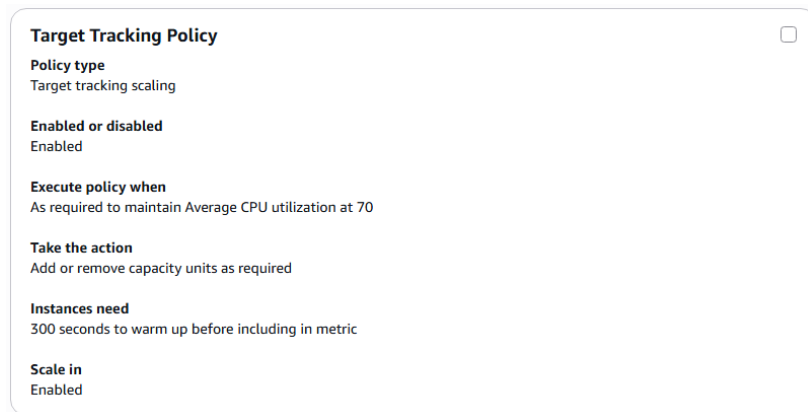 Target Tracking Policy
Policy type
Target tracking scaling
Enabled or disabled
Enabled
Execute policy when
As required to maintain Average CPU utilization at 70
Take the action
Add or remove capacity units as required
Instances need
300 seconds to warm up before including in metric
Scale in
Enabled